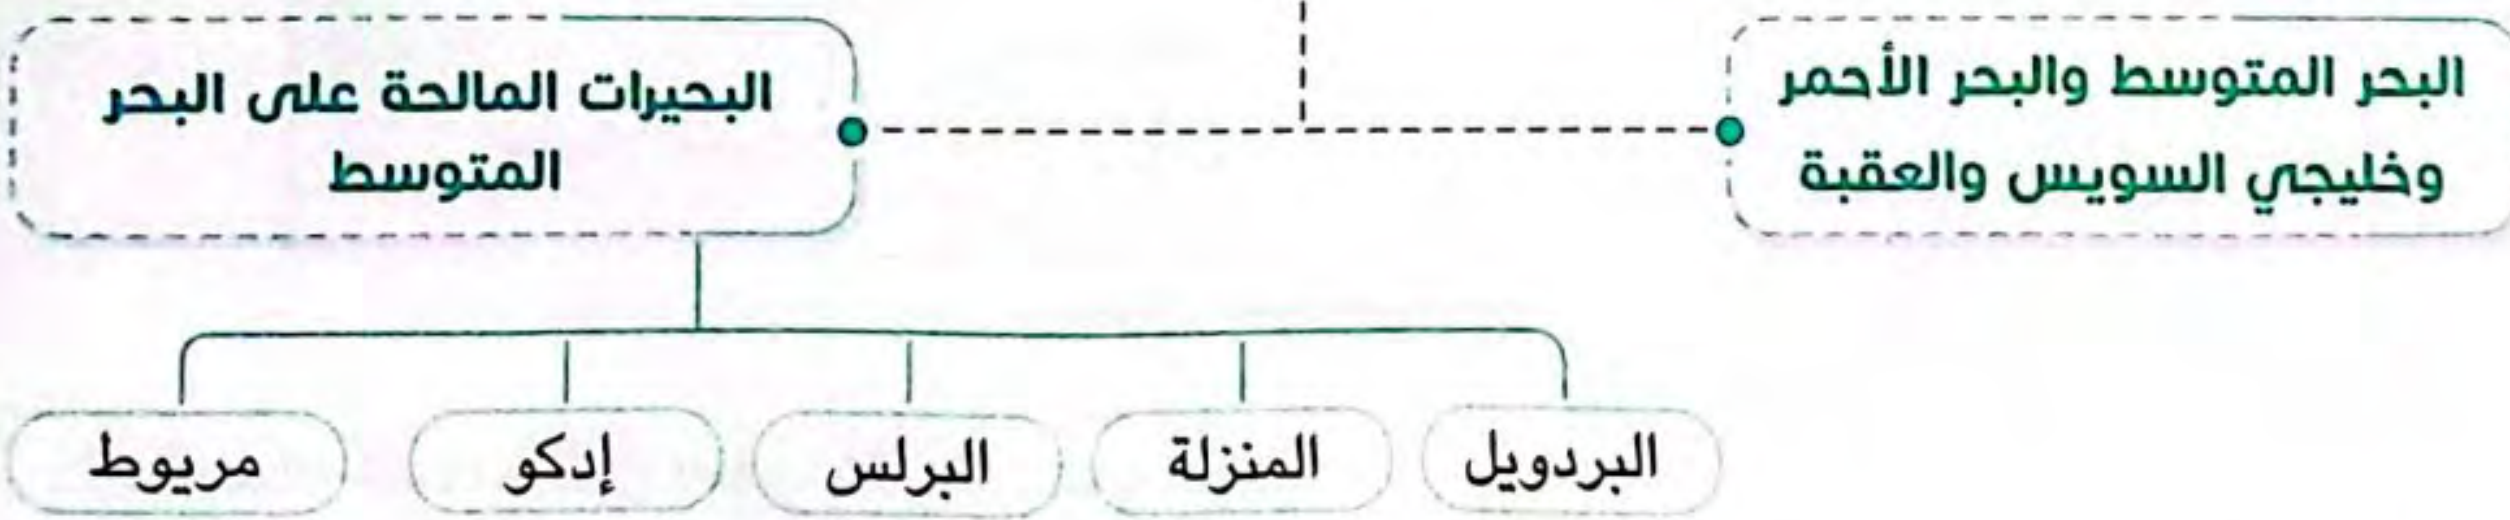 البحر المتوسط والبحر الأحمر
وخليجي السويس والعقبة
البحيرات المالحة على البحر
المتوسط
البردويل
المنزلة
البرلس
إدكو
مريوط